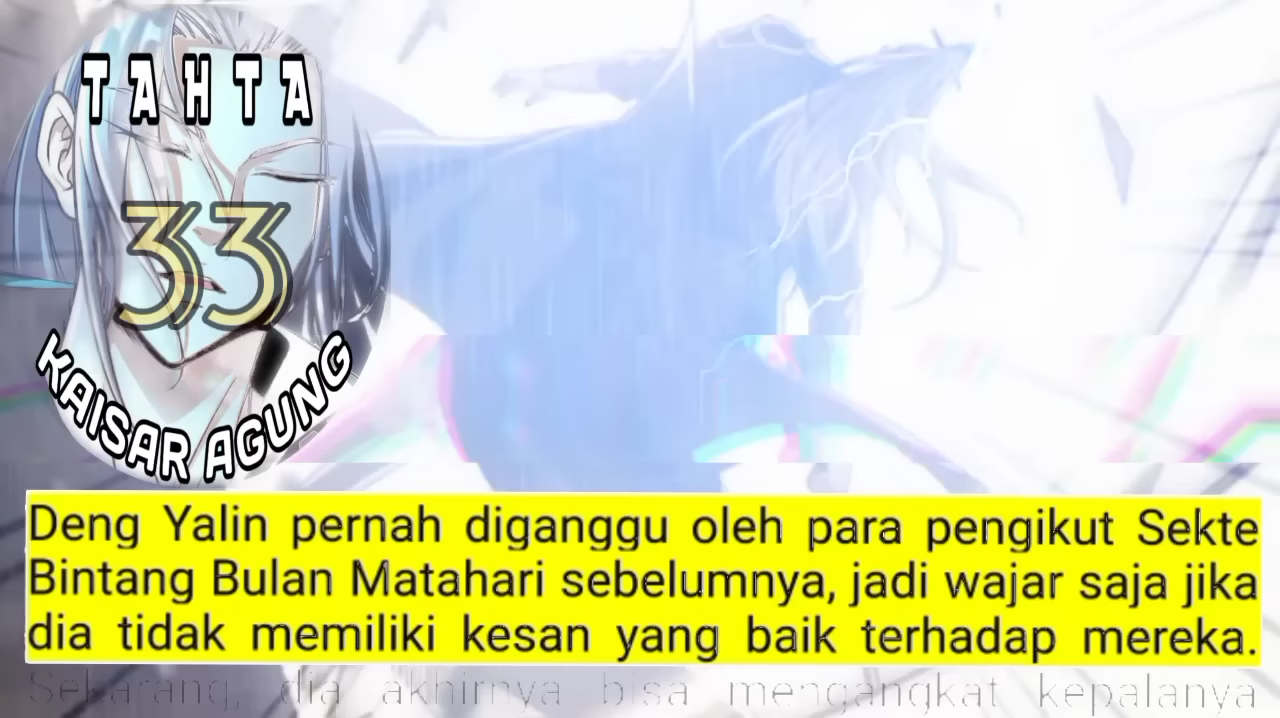 TAHTA
33
KAISAR AGUNG
Deng Yalin pernah diganggu oleh para pengikut Sekte
Bintang Bulan Matahari sebelumnya, jadi wajar saja jika
dia tidak memiliki kesan yang baik terhadap mereka.
Sekarang, dia akhirnya bisa mengangkat kepalanya